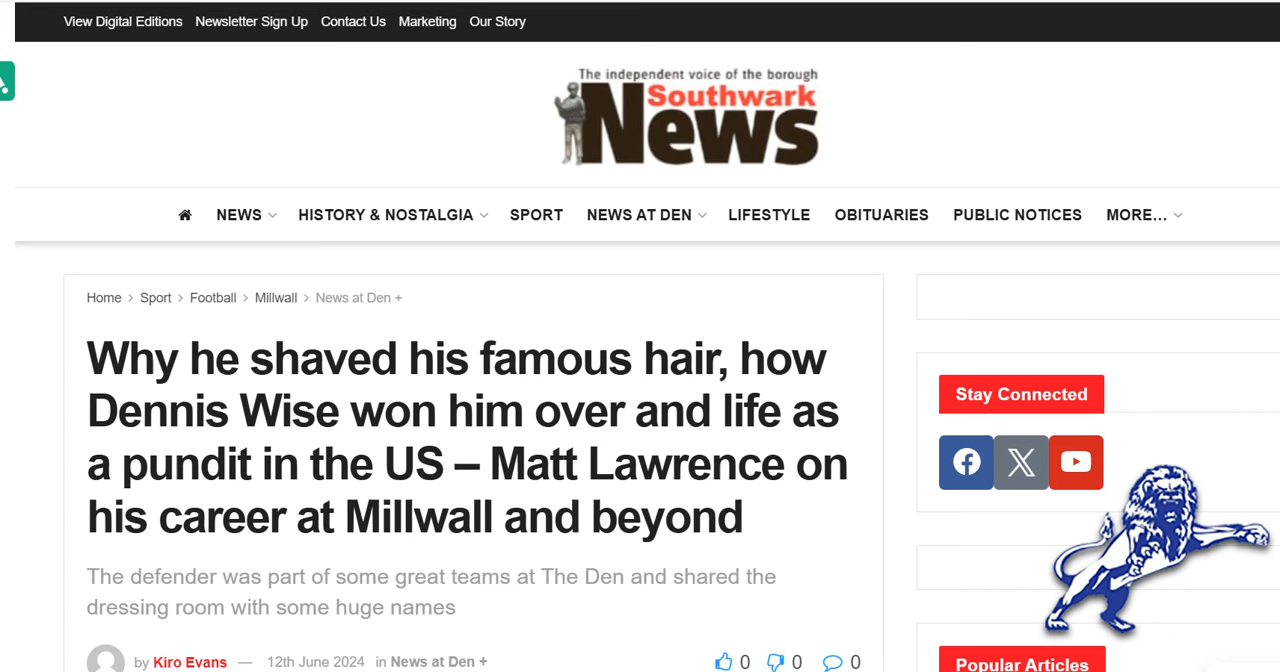 View Digital Editions Newsletter Sign Up Contact Us Marketing Our Story
The independent voice of the borough
Southwark
News
NEWS HISTORY & NOSTALGIA SPORT NEWS AT DEN LIFESTYLE OBITUARIES PUBLIC NOTICES MORE...
Home > Sport > Football > Millwall > News at Den +
Why he shaved his famous hair, how
Dennis Wise won him over and life as
a pundit in the US – Matt Lawrence on
his career at Millwall and beyond
The defender was part of some great teams at The Den and shared the
dressing room with some huge names
by Kiro Evans — 12th June 2024 in News at Den +
0 0 0
Stay Connected
Popular Articles